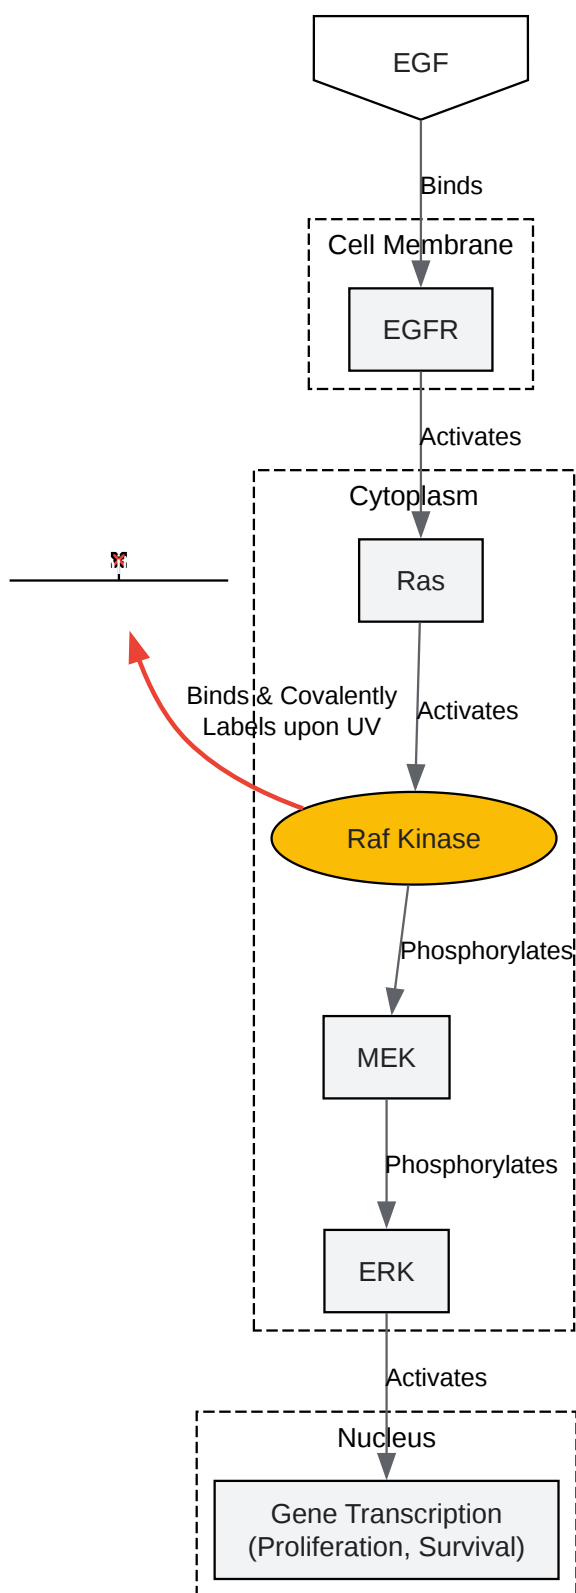 EGF
Binds
Cell Membrane
EGFR
Activates
Cytoplasm
Ras
Binds & Covalently
Labels upon UV
Activates
Raf Kinase
Phosphorylates
MEK
Phosphorylates
ERK
Activates
Nucleus
Gene Transcription
(Proliferation, Survival)